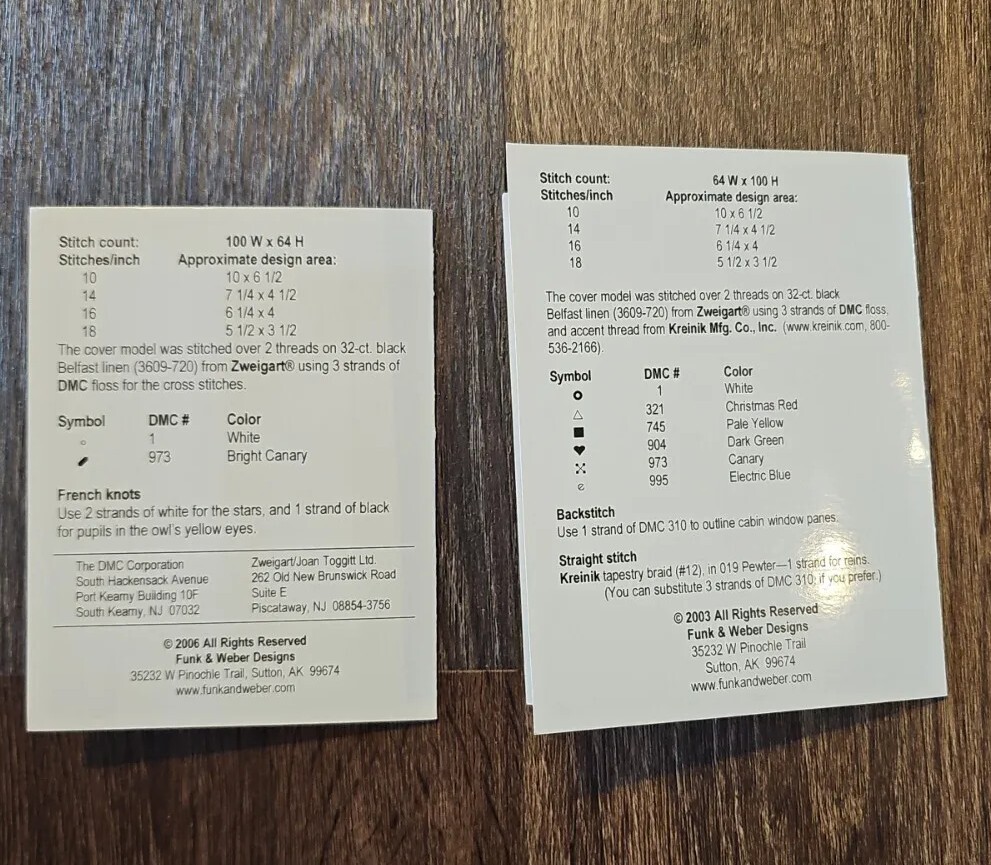 Stitch count: 100 W x 64 H
Stitches/inch Approximate design area:
10 10 x 6 1/2
14 7 1/4 x 4 1/2
16 6 1/4 x 4
18 5 1/2 x 3 1/2
The cover model was stitched over 2 threads on 32-ct. black
Belfast linen (3609-720) from Zweigart® using 3 strands of
DMC floss for the cross stitches.
Symbol DMC # Color
1 White
973 Bright Canary
French knots
Use 2 strands of white for the stars, and 1 strand of black
for pupils in the owl's yellow eyes.
The DMC Corporation
South Hackensack Avenue
Port Kearny Building 10F
South Kearny, NJ 07032
Zweigart/Joan Toggitt Ltd.
262 Old New Brunswick Road
Suite E
Piscataway, NJ 08854-3756
© 2006 All Rights Reserved
Funk & Weber Designs
35232 W Pinochle Trail, Sutton, AK 99674
www.funkandweber.com
Stitch count: 64 W x 100 H
Stitches/inch Approximate design area:
10 10 x 6 1/2
14 7 1/4 x 4 1/2
16 6 1/4 x 4
18 5 1/2 x 3 1/2
The cover model was stitched over 2 threads on 32-ct. black
Belfast linen (3609-720) from Zweigart® using 3 strands of DMC floss,
and accent thread from Kreinik Mfg. Co., Inc. (www.kreinik.com, 800-
536-2166).
Symbol DMC # Color
1 White
321 Christmas Red
745 Pale Yellow
904 Dark Green
973 Canary
995 Electric Blue
Backstitch
Use 1 strand of DMC 310 to outline cabin window panes.
Straight stitch
Kreinik tapestry braid (#12), in 019 Pewter—1 strand for reins.
(You can substitute 3 strands of DMC 310, if you prefer.)
© 2003 All Rights Reserved
Funk & Weber Designs
35232 W Pinochle Trail
Sutton, AK 99674
www.funkandweber.com